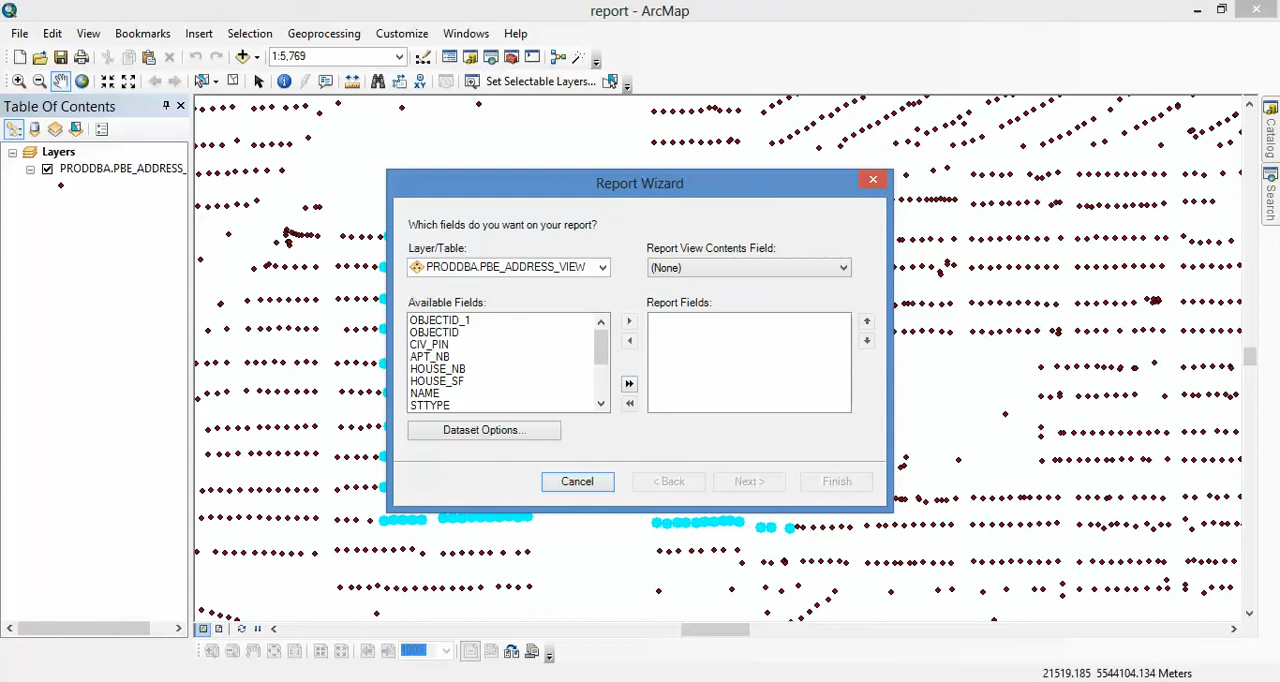 report - ArcMap
File Edit View Bookmarks Insert Selection Geoprocessing Customize Windows Help
1:5,769
Set Selectable Layers...
Table Of Contents
Layers
PRODDBA.PBE_ADDRESS_
Catalog
Search
Report Wizard
Which fields do you want on your report?
Layer/Table: Report View Contents Field:
PRODDBA.PBE_ADDRESS_VIEW (None)
Available Fields: Report Fields:
OBJECTID_1
OBJECTID
CIV_PIN
APT_NB
HOUSE_NB
HOUSE_SF
NAME
STTYPE
Dataset Options...
Cancel < Back Next > Finish
100%
21519.185 5544104.134 Meters